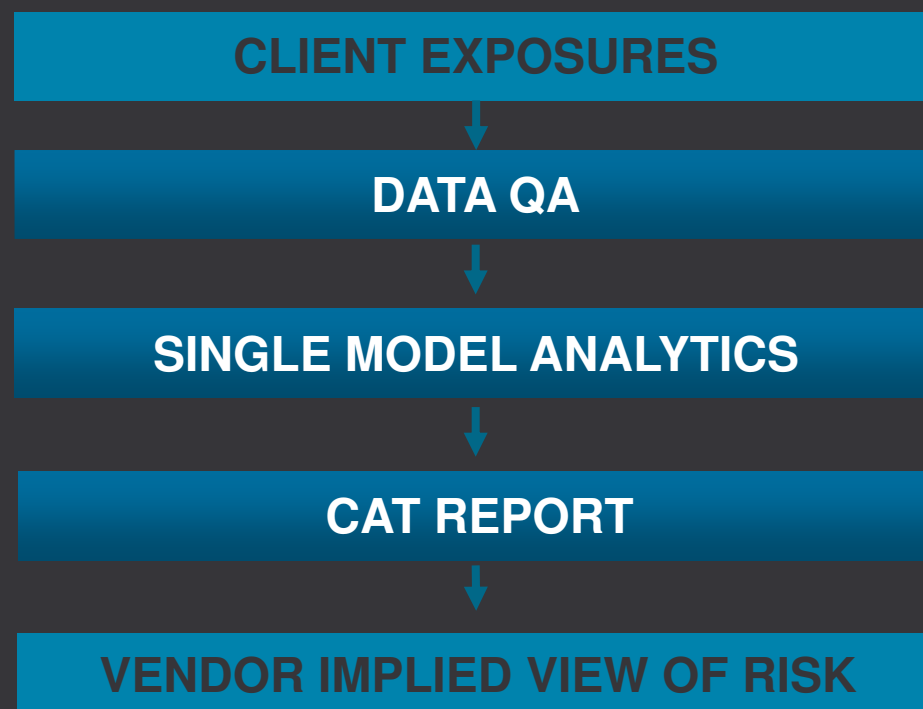 CLIENT EXPOSURES
DATA QA
SINGLE MODEL ANALYTICS
CAT REPORT
VENDOR IMPLIED VIEW OF RISK